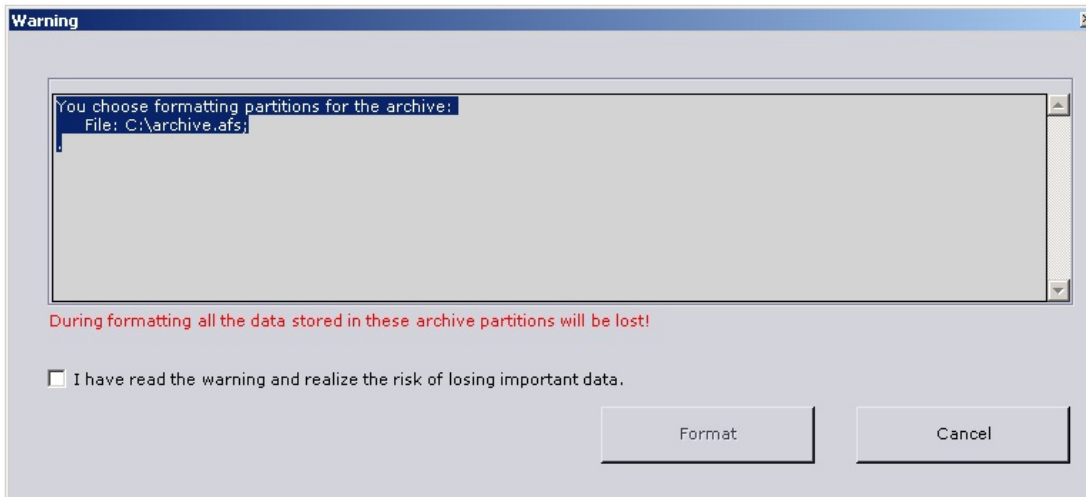 Warning
You choose formatting partitions for the archive:
File: C:\archive.afs;
.
During formatting all the data stored in these archive partitions will be lost!
I have read the warning and realize the risk of losing important data.
Format
Cancel